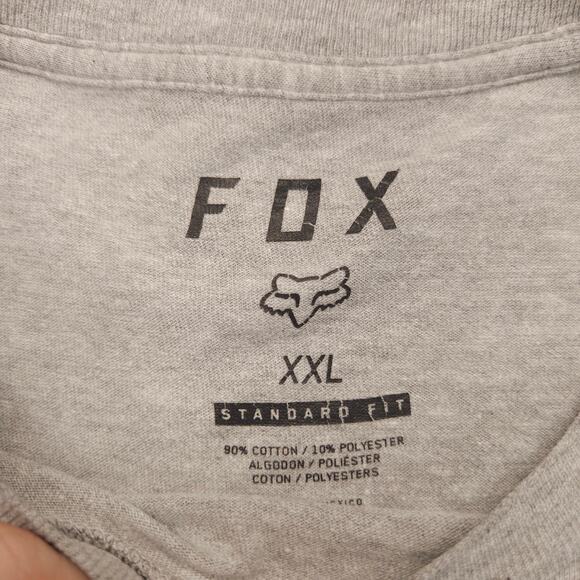 FOX
XXL
STANDARD FIT
90% COTTON / 10% POLYESTER
ALGODON / POLIÉSTER
COTON / POLYESTERS